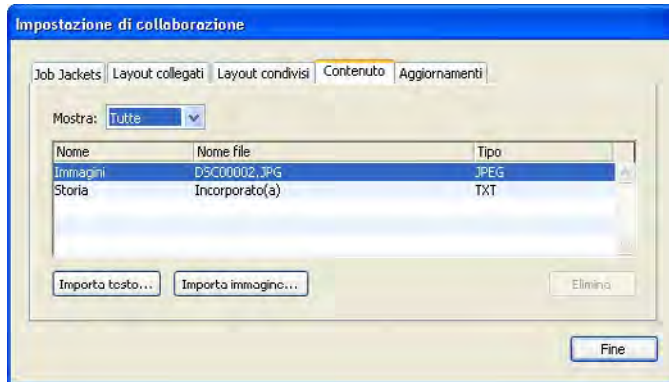 Impostazione di collaborazione
Job Jackets Layout collegati Layout condivisi Contenuto Aggiornamenti
Mostra: Tutte
Nome Nome file Tipo
Immagini DSC00002.JPG JPEG
Storia Incorporato(a) TXT
Importa testo... Importa immagine... Elimina
Fine